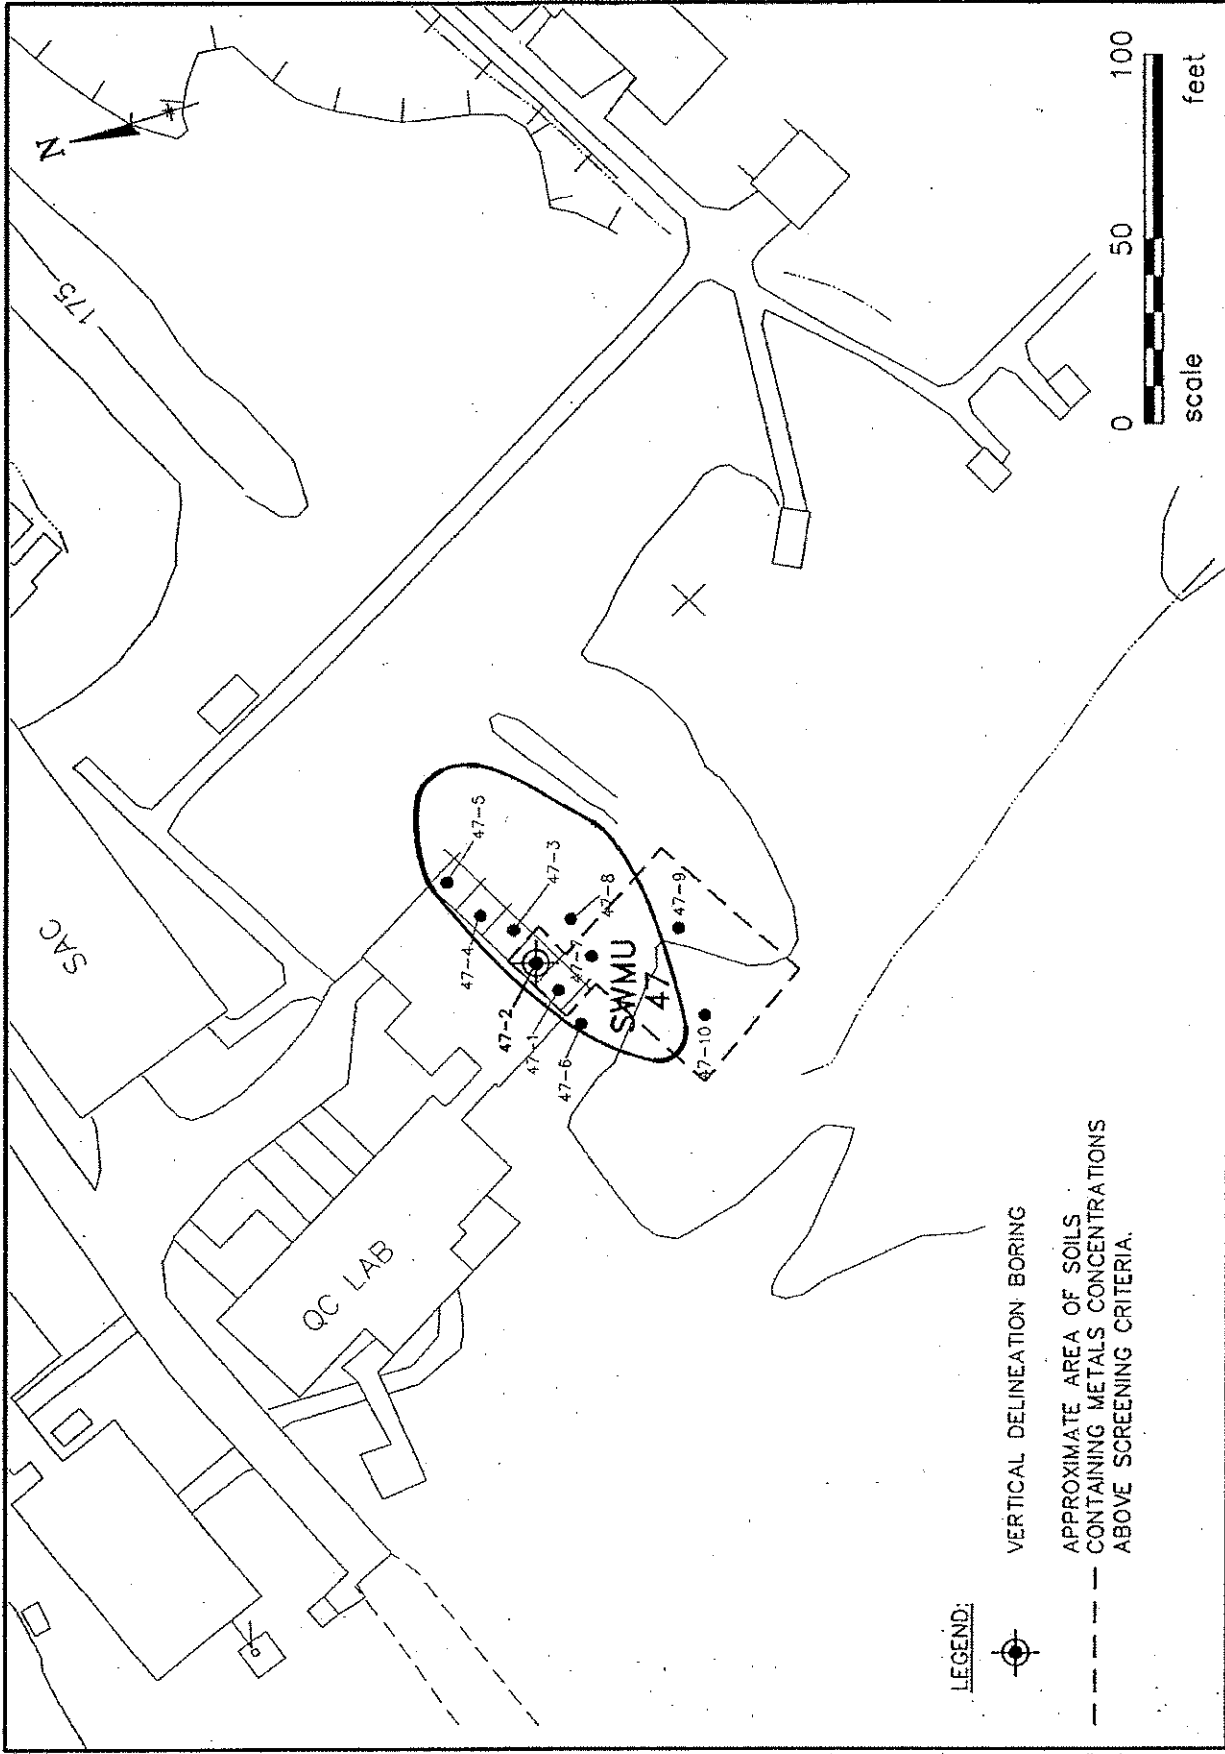 N
175
SAC
QC LAB
47-5
47-3
47-4
47-8
47-2
47-7
47-1
47-9
SWMU
47
47-6
47-10
LEGEND:
VERTICAL DELINEATION BORING
APPROXIMATE AREA OF SOILS
CONTAINING METALS CONCENTRATIONS
ABOVE SCREENING CRITERIA.
0 50 100
scale feet